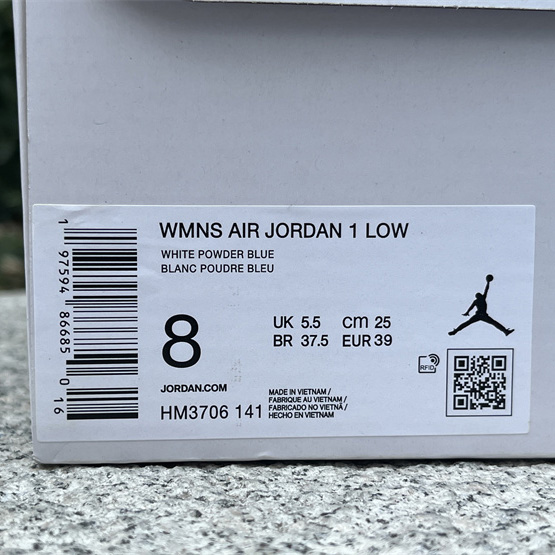 WMNS AIR JORDAN 1 LOW
WHITE POWDER BLUE
BLANC POUDRE BLEU
8
UK 5.5 cm 25
BR 37.5 EUR 39
JORDAN.COM
HM3706 141
MADE IN VIETNAM /
FABRIQUE AU VIETNAM /
FABRICADO NO VIETNÃ /
HECHO EN VIETNAM
RFID
1 97594 86685 0 16